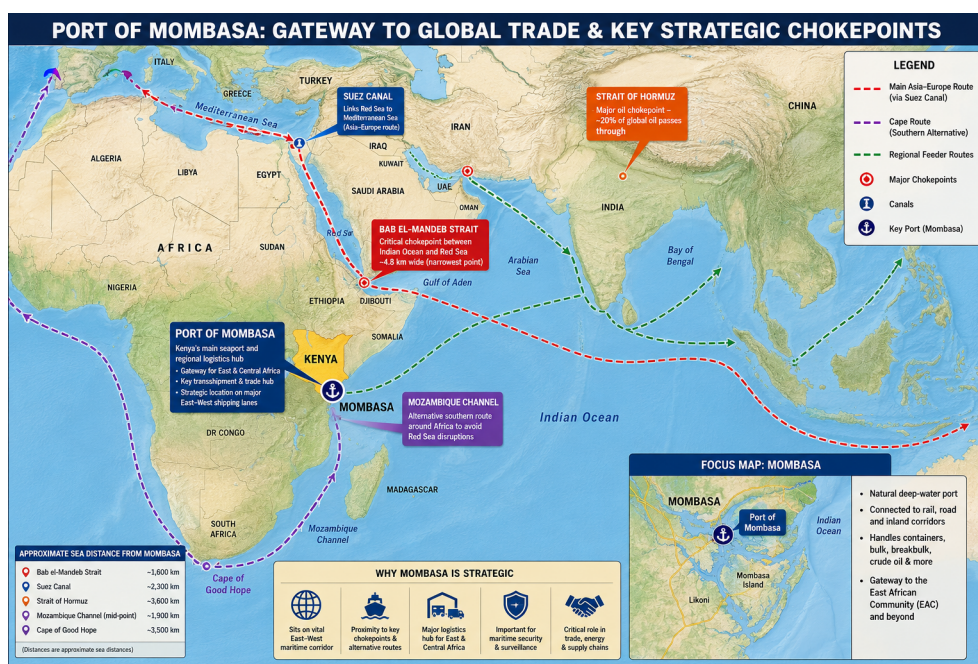 PORT OF MOMBASA: GATEWAY TO GLOBAL TRADE & KEY STRATEGIC CHOKEPOINTS
ITALY
GREECE
TURKEY
Mediterranean Sea
ALGERIA
LIBYA
EGYPT
SUEZ CANAL
Links Red Sea to
Mediterranean Sea
(Asia–Europe route)
IRAQ
KUWAIT
IRAN
SAUDI ARABIA
UAE
OMAN
STRAIT OF HORMUZ
Major oil chokepoint –
~20% of global oil passes
through
CHINA
INDIA
LEGEND
Main Asia–Europe Route
(via Suez Canal)
Cape Route
(Southern Alternative)
Regional Feeder Routes
Major Chokepoints
Canals
Key Port (Mombasa)
AFRICA
SUDAN
NIGERIA
ETHIOPIA
DJIBOUTI
SOMALIA
Red
BAB EL-MANDEB STRAIT
Critical chokepoint between
Indian Ocean and Red Sea
~4.8 km wide (narrowest point)
Gulf of Aden
Arabian
Sea
Bay of
Bengal
PORT OF MOMBASA
Kenya's main seaport and
regional logistics hub
• Gateway for East & Central Africa
• Key transshipment & trade hub
• Strategic location on major
East–West shipping lanes
KENYA
MOMBASA
MOZAMBIQUE CHANNEL
Alternative southern route
around Africa to avoid
Red Sea disruptions
Indian Ocean
DR CONGO
MADAGASCAR
SOUTH
AFRICA
Mozambique
Channel
Cape of
Good Hope
APPROXIMATE SEA DISTANCE FROM MOMBASA
Bab el-Mandeb Strait ~1,600 km
Suez Canal ~2,300 km
Strait of Hormuz ~3,600 km
Mozambique Channel (mid-point) ~1,900 km
Cape of Good Hope ~3,500 km
(Distances are approximate sea distances)
WHY MOMBASA IS STRATEGIC
Sits on vital
East–West
maritime corridor
Proximity to key
chokepoints &
alternative routes
Major logistics
hub for East &
Central Africa
Important for
maritime security
& surveillance
Critical role in
trade, energy
& supply chains
FOCUS MAP: MOMBASA
MOMBASA
Port of
Mombasa
Indian
Ocean
Mombasa
Island
Likoni
• Natural deep-water port
• Connected to rail, road
and inland corridors
• Handles containers,
bulk, breakbulk,
crude oil & more
• Gateway to the
East African
Community (EAC)
and beyond